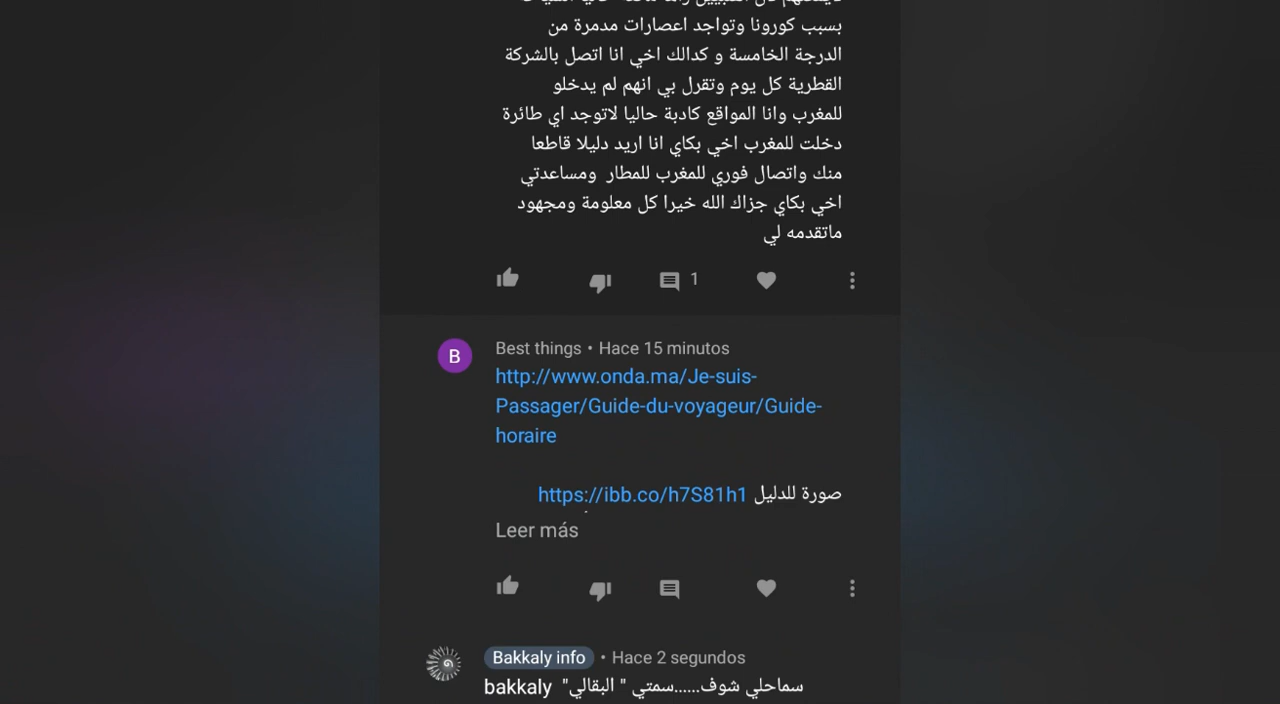 بسبب كورونا وتواجد اعصارات مدمرة من
الدرجة الخامسة و كدالك اخي انا اتصل بالشركة
القطرية كل يوم وتقرل بي انهم لم يدخلو
للمغرب وانا المواقع كادبة حاليا لاتوجد اي طائرة
دخلت للمغرب اخي بكاي انا اريد دليلا قاطعا
منك واتصال فوري للمغرب للمطار ومساعدتي
اخي بكاي جزاك الله خيرا كل معلومة ومجهود
ماتقدمه لي
1
B
Best things • Hace 15 minutos
http://www.onda.ma/Je-suis-
Passager/Guide-du-voyageur/Guide-
horaire
صورة للدليل https://ibb.co/h7S81h1
Leer más
Bakkaly info • Hace 2 segundos
سماحلي شوف......سمتي " البقالي" bakkaly